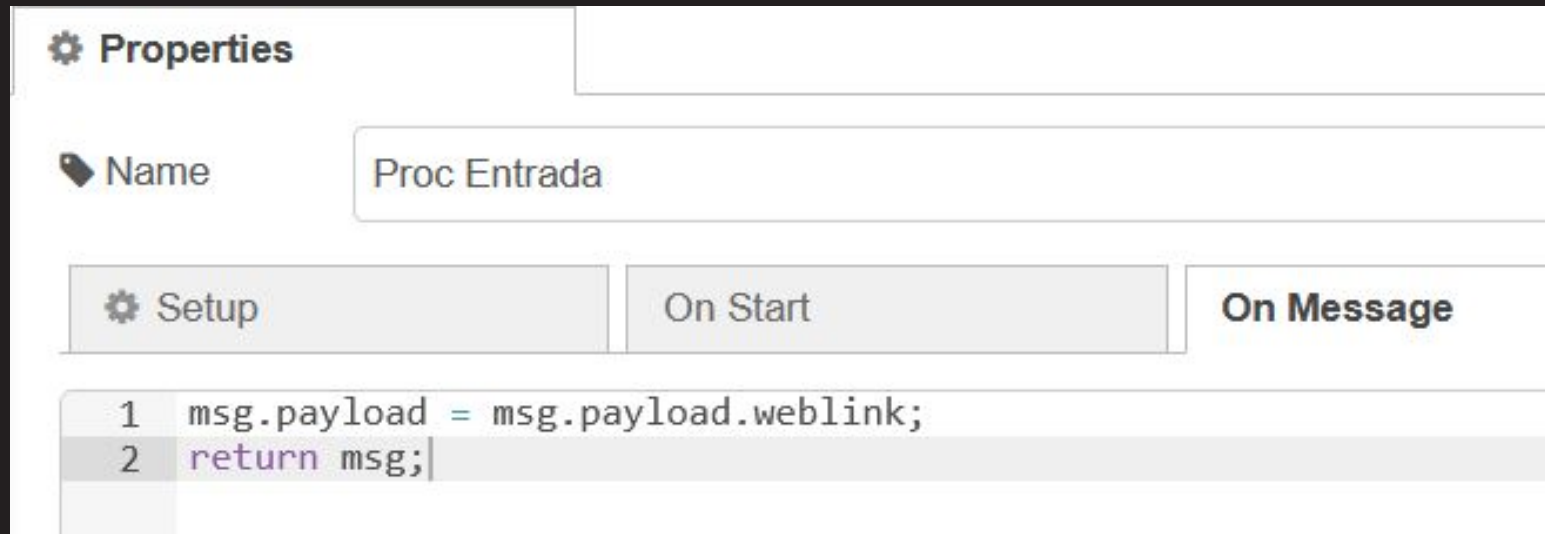 Properties
Name
Proc Entrada
Setup
On Start
On Message
1 msg.payload = msg.payload.weblink;
2 return msg;